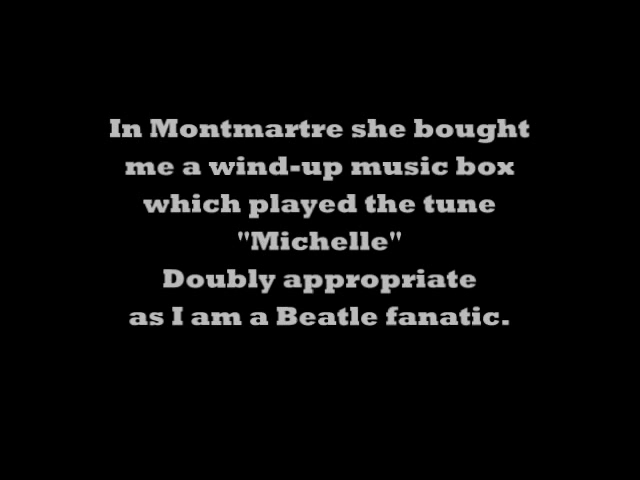 In Montmartre she bought
me a wind-up music box
which played the tune
"Michelle"
Doubly appropriate
as I am a Beatle fanatic.